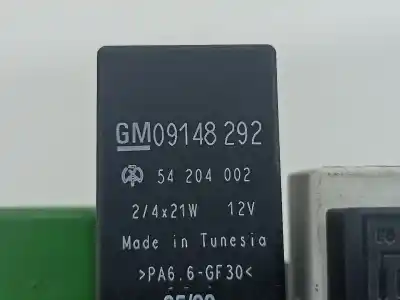 GM09148 292
54 204 002
2/4x21W 12V
Made in Tunesia
>PA6.6-GF30<